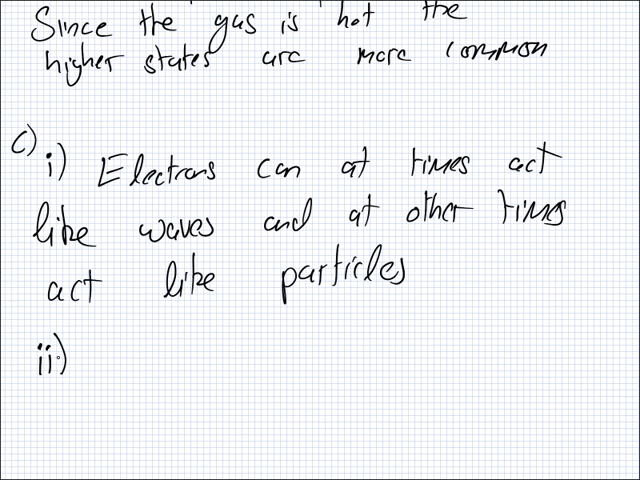 Since the gas is hot the
higher states are more common
c) i) Electrons can at times act
like waves and at other times
act like particles
ii)